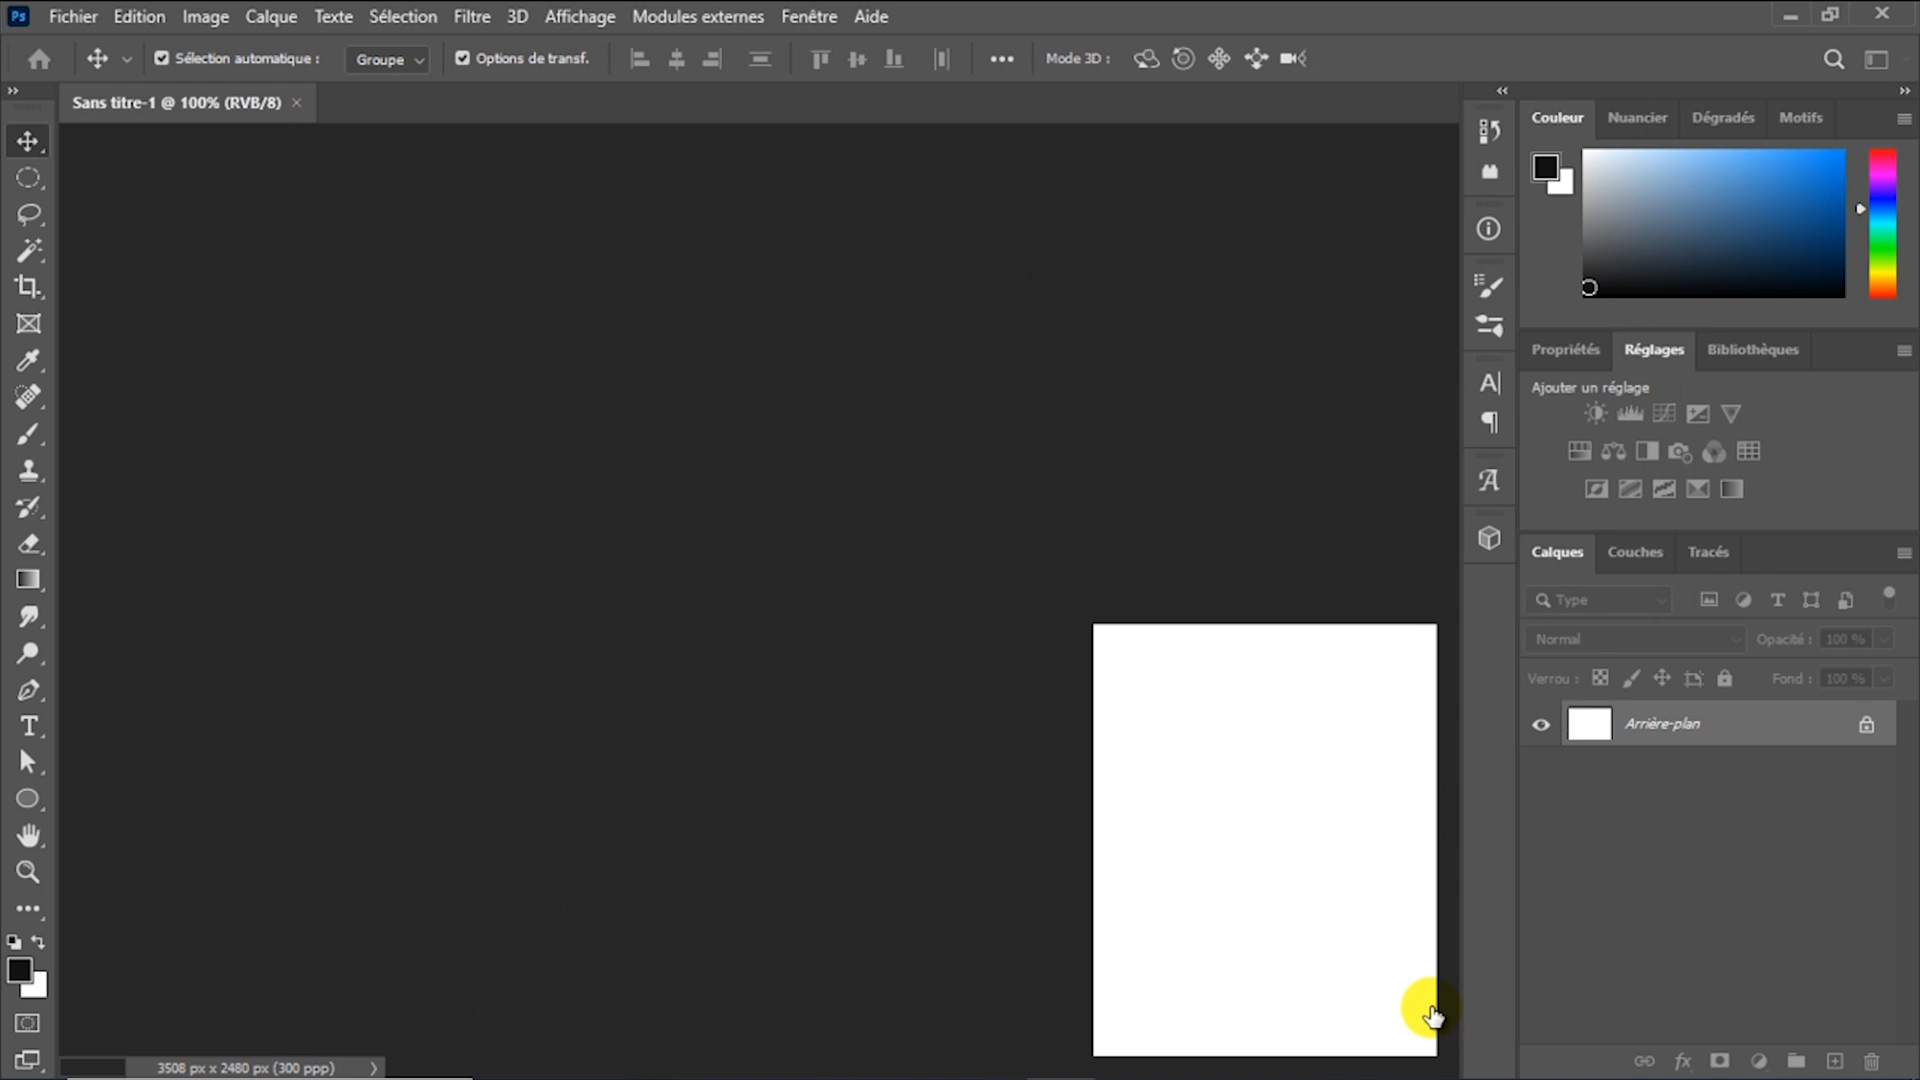 Ps Fichier Edition Image Calque Texte Sélection Filtre 3D Affichage Modules externes Fenêtre Aide
Sélection automatique : Groupe Options de transf. Mode 3D :
Sans titre-1 @ 100% (RVB/8)
Couleur Nuancier Dégradés Motifs
Propriétés Réglages Bibliothèques
Ajouter un réglage
Calques Couches Tracés
Type
Normal Opacité : 100 %
Verrou : Fond : 100 %
Arrière-plan
3508 px x 2480 px (300 ppp)